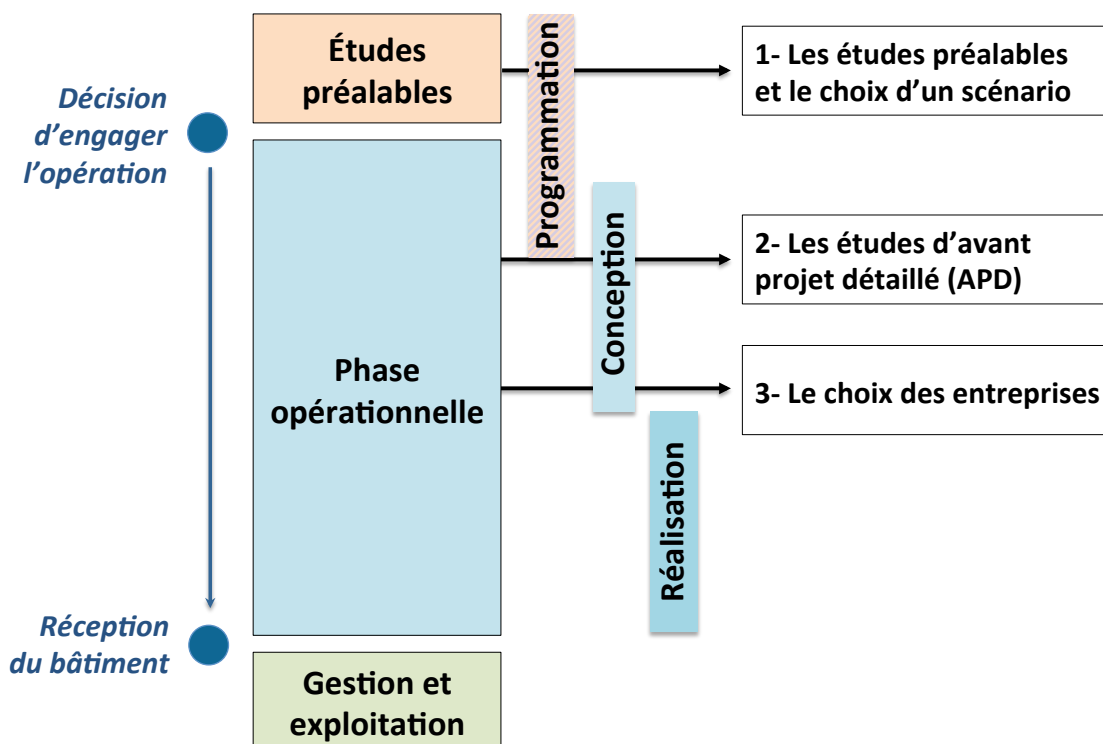 Études
préalables
Programmation
1- Les études préalables
et le choix d’un scénario
Décision
d’engager
l’opération
Conception
2- Les études d’avant
projet détaillé (APD)
Phase
opérationnelle
3- Le choix des entreprises
Réalisation
Réception
du bâtiment
Gestion et
exploitation